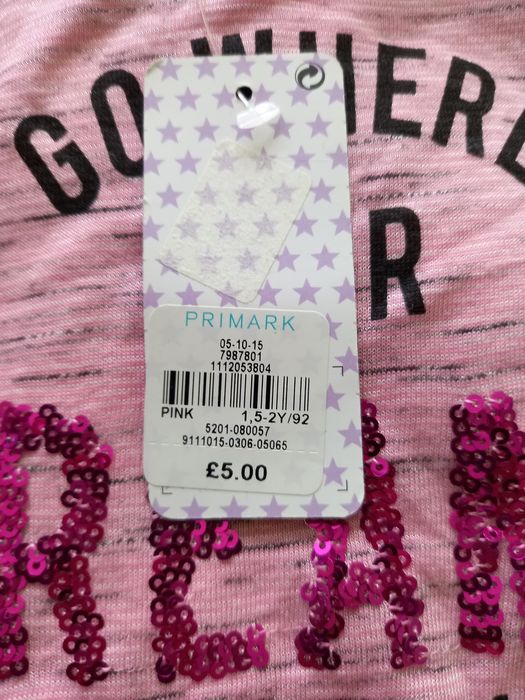 GO WHERE
R
PRIMARK
05-10-15
7987801
1112053804
PINK 1,5-2Y/92
5201-080057
9111015-0306-05065
£5.00
REAM